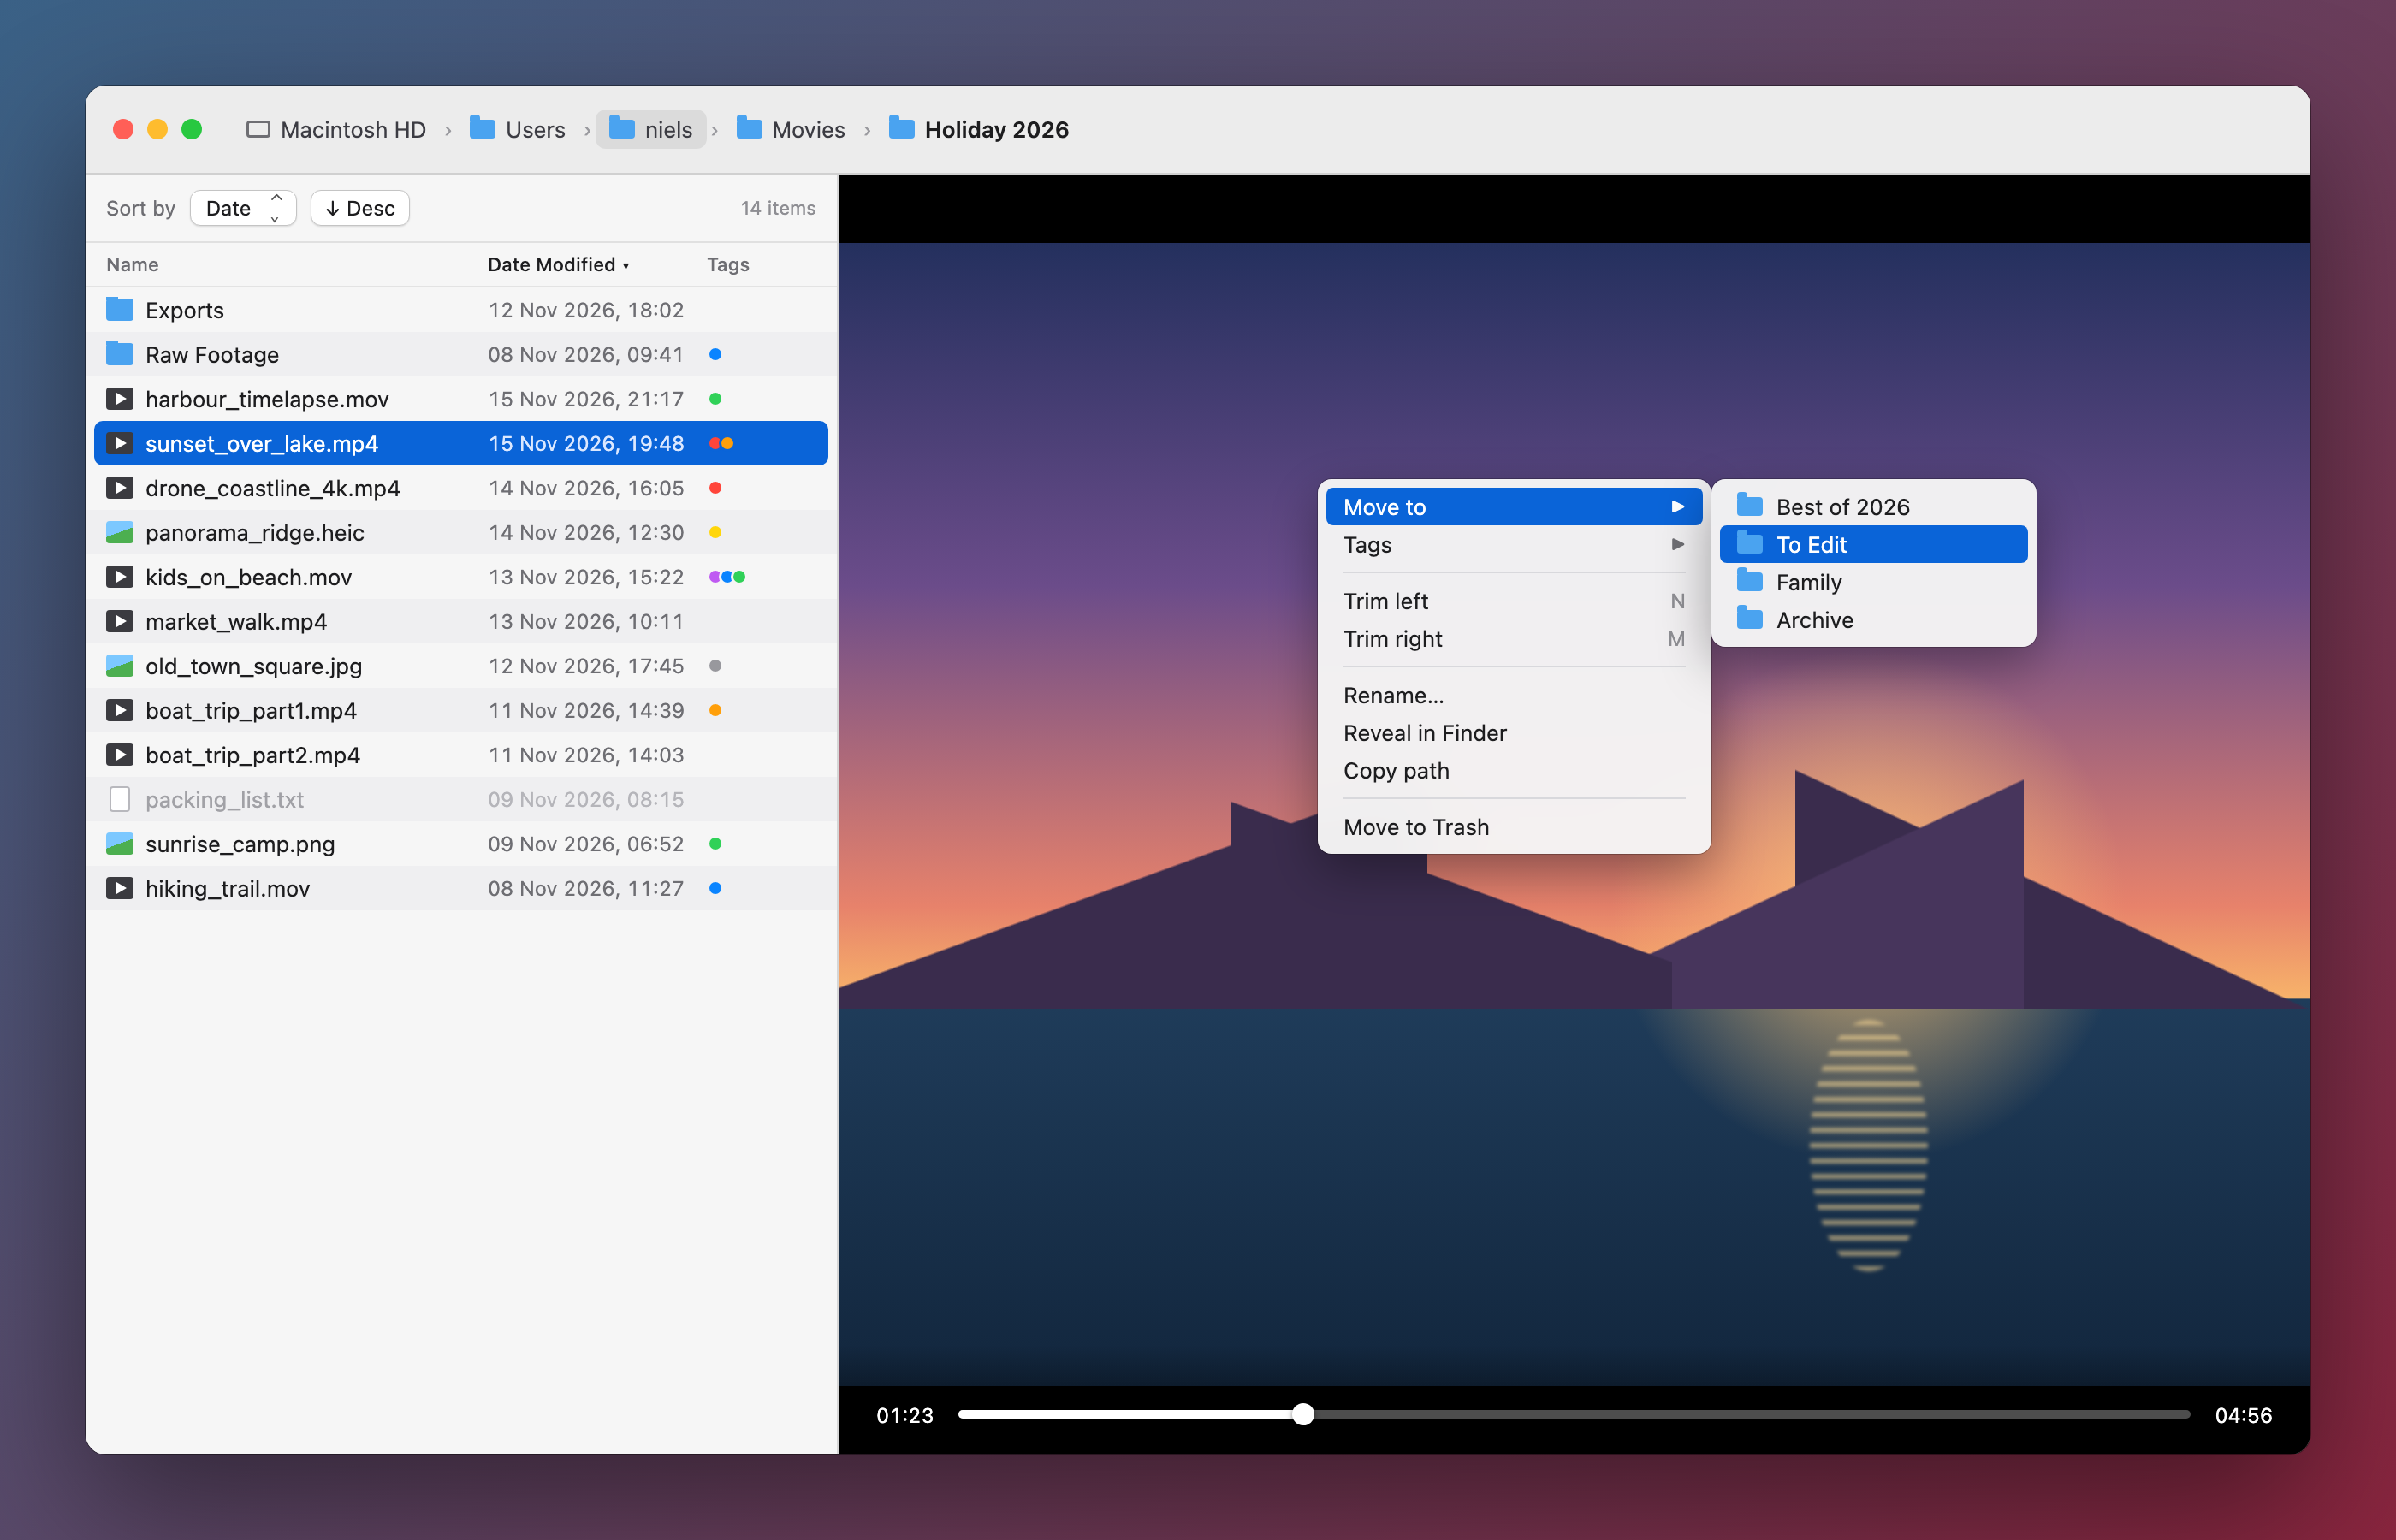 Macintosh HD › Users › niels › Movies › Holiday 2026
Sort by Date ↓ Desc 14 items
Name Date Modified ▾ Tags
Exports 12 Nov 2026, 18:02
Raw Footage 08 Nov 2026, 09:41
harbour_timelapse.mov 15 Nov 2026, 21:17
sunset_over_lake.mp4 15 Nov 2026, 19:48
drone_coastline_4k.mp4 14 Nov 2026, 16:05
panorama_ridge.heic 14 Nov 2026, 12:30
kids_on_beach.mov 13 Nov 2026, 15:22
market_walk.mp4 13 Nov 2026, 10:11
old_town_square.jpg 12 Nov 2026, 17:45
boat_trip_part1.mp4 11 Nov 2026, 14:39
boat_trip_part2.mp4 11 Nov 2026, 14:03
packing_list.txt 09 Nov 2026, 08:15
sunrise_camp.png 09 Nov 2026, 06:52
hiking_trail.mov 08 Nov 2026, 11:27
Move to
Tags
Trim left N
Trim right M
Rename...
Reveal in Finder
Copy path
Move to Trash
Best of 2026
To Edit
Family
Archive
01:23 04:56